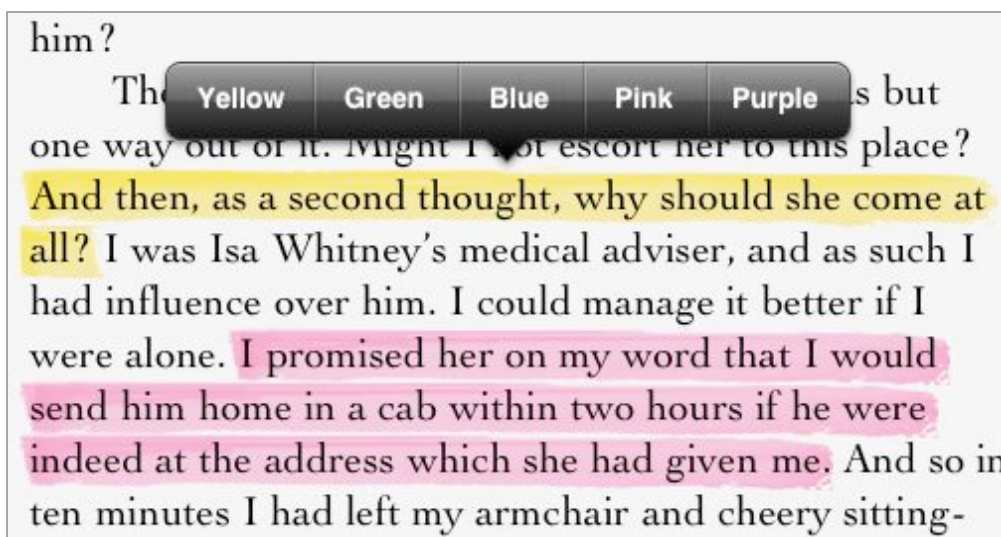 him?
The
Yellow Green Blue Pink Purple
s but
one way out of it. Might I not escort her to this place?
And then, as a second thought, why should she come at
all? I was Isa Whitney’s medical adviser, and as such I
had influence over him. I could manage it better if I
were alone. I promised her on my word that I would
send him home in a cab within two hours if he were
indeed at the address which she had given me. And so in
ten minutes I had left my armchair and cheery sitting-